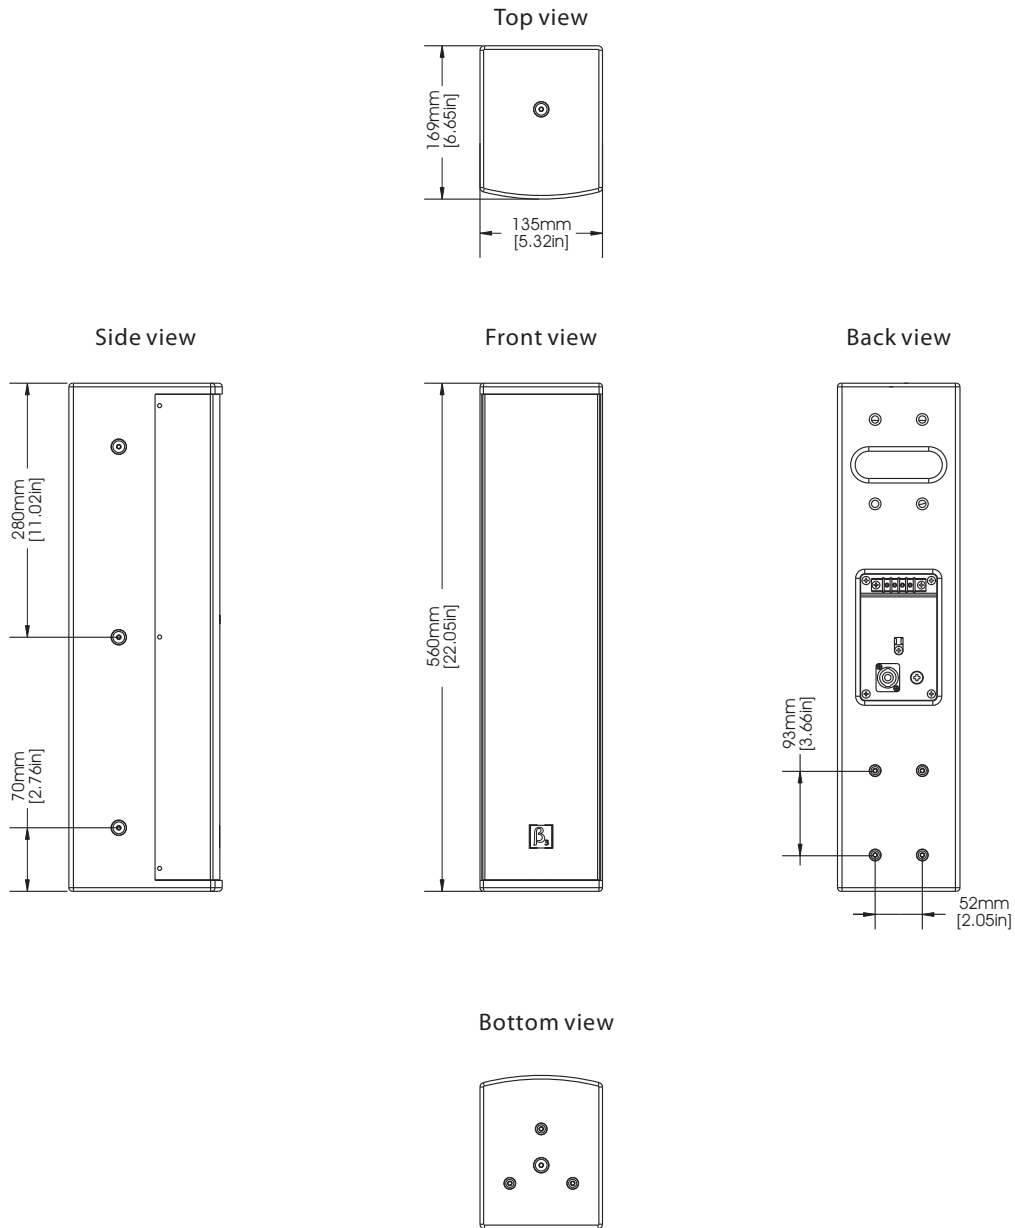 Top view
169mm
[6.65in]
135mm
[5.32in]
Side view
Front view
Back view
280mm
[11.02in]
70mm
[2.76in]
560mm
[22.05in]
β3
93mm
[3.66in]
52mm
[2.05in]
Bottom view